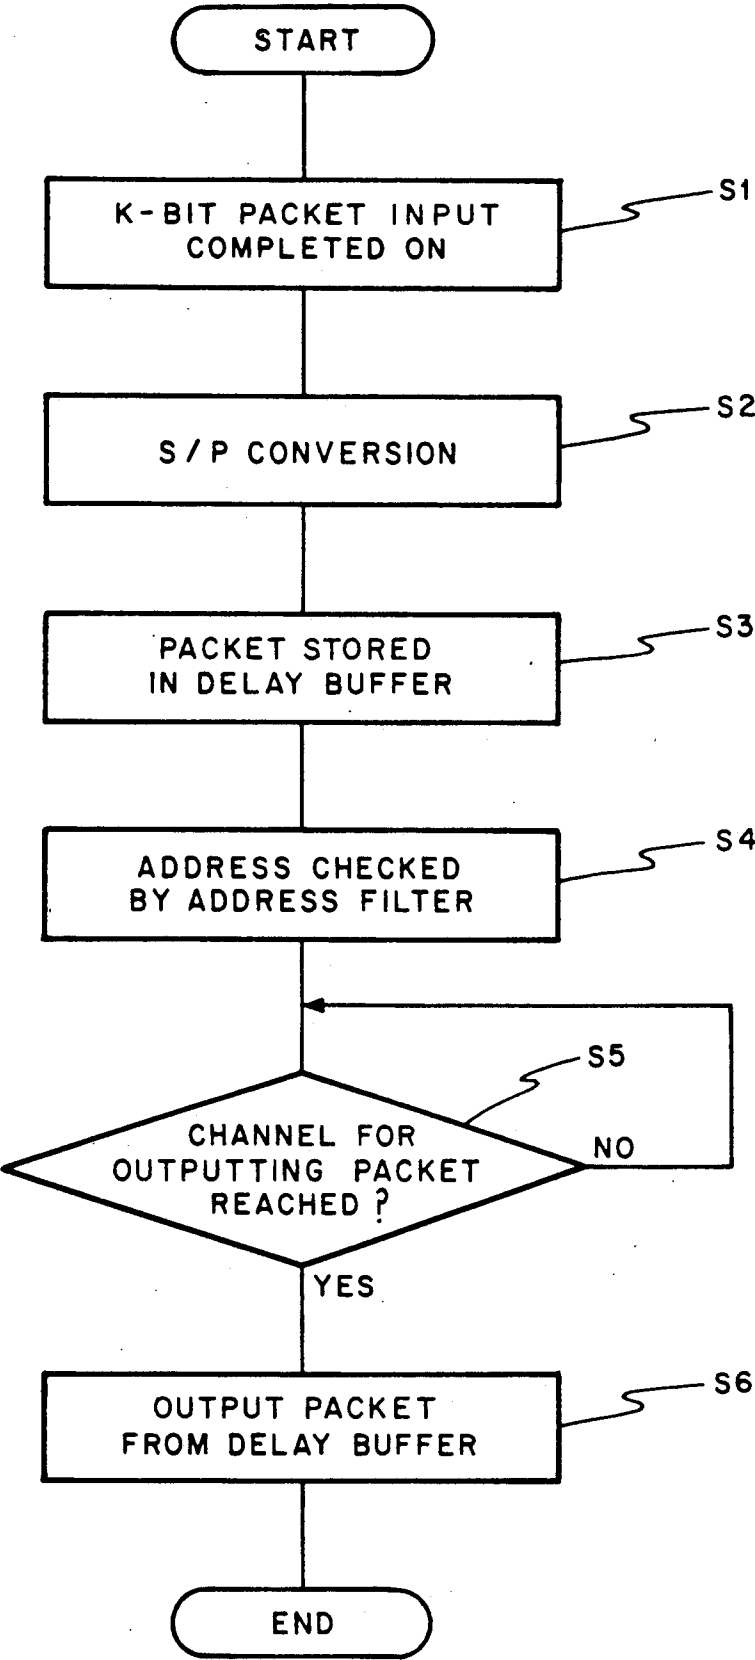 START
K-BIT PACKET INPUT
COMPLETED ON
S1
S/P CONVERSION
S2
PACKET STORED
IN DELAY BUFFER
S3
ADDRESS CHECKED
BY ADDRESS FILTER
S4
CHANNEL FOR
OUTPUTTING PACKET
REACHED?
S5
NO
YES
OUTPUT PACKET
FROM DELAY BUFFER
S6
END